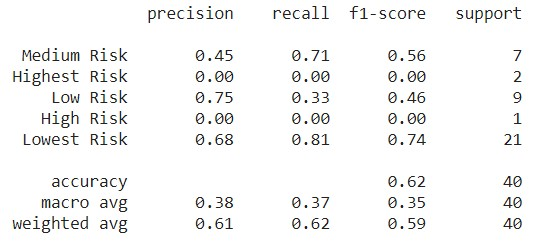 precision recall f1-score support
Medium Risk 0.45 0.71 0.56 7
Highest Risk 0.00 0.00 0.00 2
Low Risk 0.75 0.33 0.46 9
High Risk 0.00 0.00 0.00 1
Lowest Risk 0.68 0.81 0.74 21
accuracy 0.62 40
macro avg 0.38 0.37 0.35 40
weighted avg 0.61 0.62 0.59 40